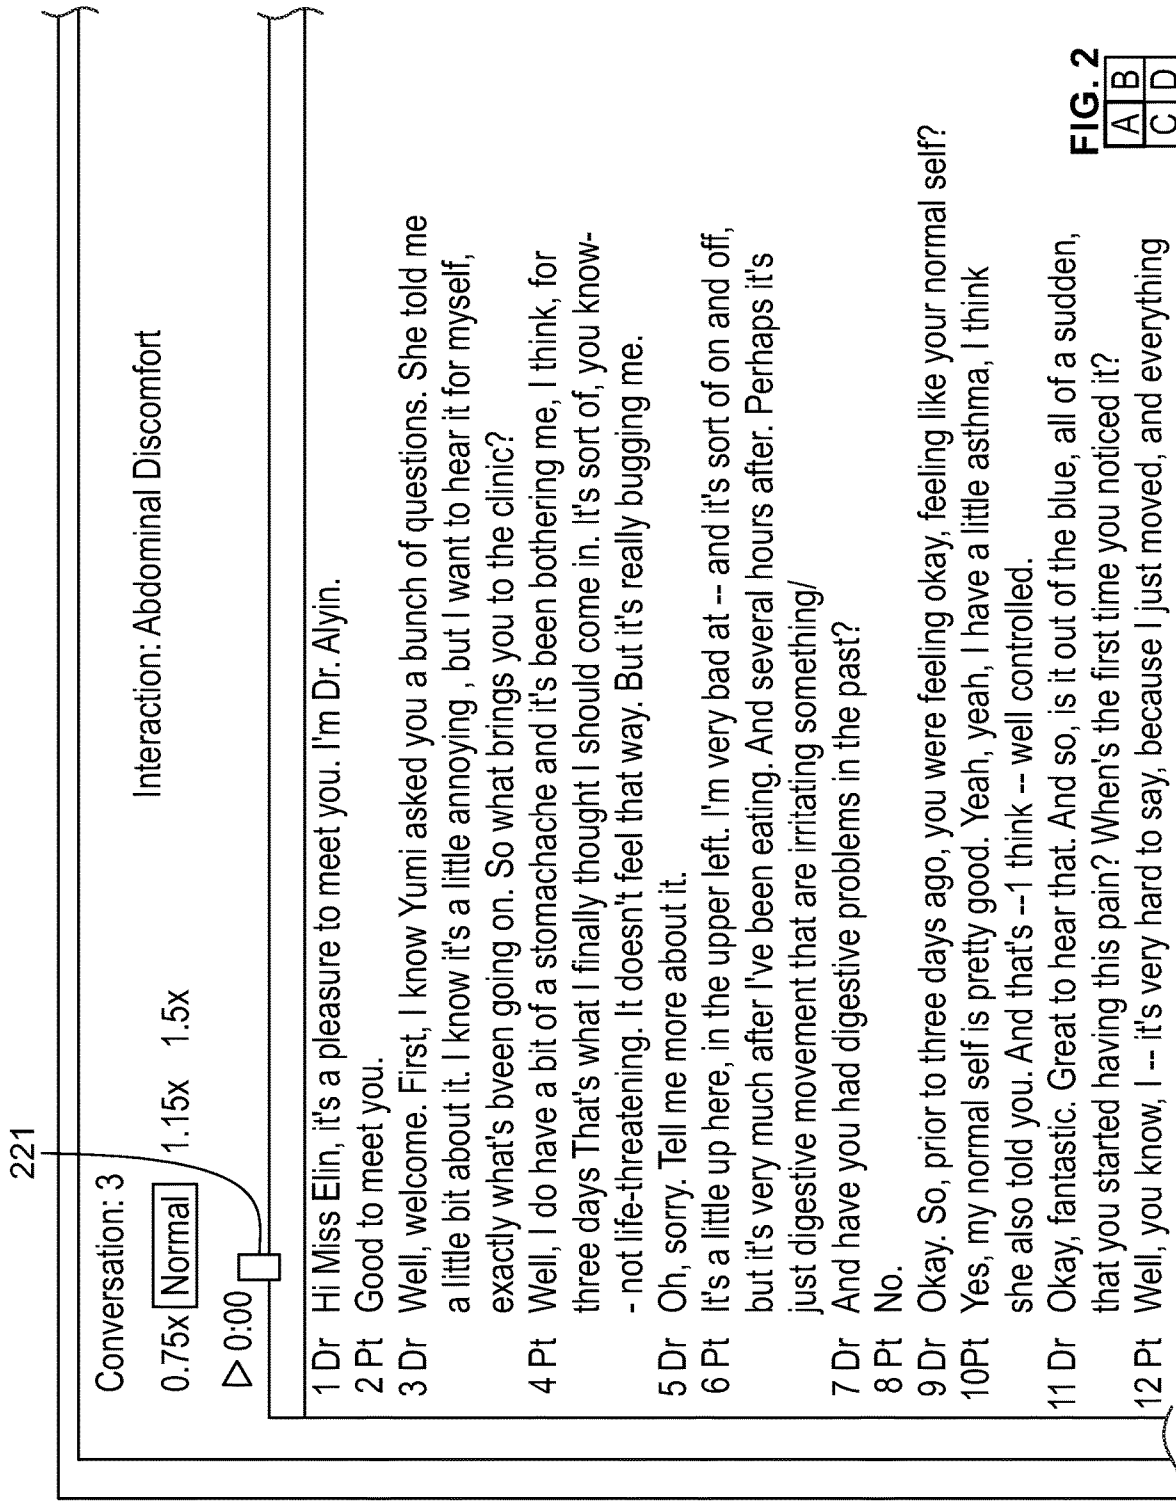 221
Conversation: 3
Interaction: Abdominal Discomfort
0.75x Normal 1.15x 1.5x
▷ 0:00
1 Dr Hi Miss Elin, it's a pleasure to meet you. I'm Dr. Alyin.
2 Pt Good to meet you.
3 Dr Well, welcome. First, I know Yumi asked you a bunch of questions. She told me
a little bit about it. I know it's a little annoying , but I want to hear it for myself,
exactly what's bveen going on. So what brings you to the clinic?
4 Pt Well, I do have a bit of a stomachache and it's been bothering me, I think, for
three days That's what I finally thought I should come in. It's sort of, you know-
- not life-threatening. It doesn't feel that way. But it's really bugging me.
5 Dr Oh, sorry. Tell me more about it.
6 Pt It's a little up here, in the upper left. I'm very bad at -- and it's sort of on and off,
but it's very much after I've been eating. And several hours after. Perhaps it's
just digestive movement that are irritating something/
7 Dr And have you had digestive problems in the past?
8 Pt No.
9 Dr Okay. So, prior to three days ago, you were feeling okay, feeling like your normal self?
10Pt Yes, my normal self is pretty good. Yeah, yeah, I have a little asthma, I think
she also told you. And that's --1 think -- well controlled.
11 Dr Okay, fantastic. Great to hear that. And so, is it out of the blue, all of a sudden,
that you started having this pain? When's the first time you noticed it?
12 Pt Well, you know, I -- it's very hard to say, because I just moved, and everything
FIG. 2
A B
C D